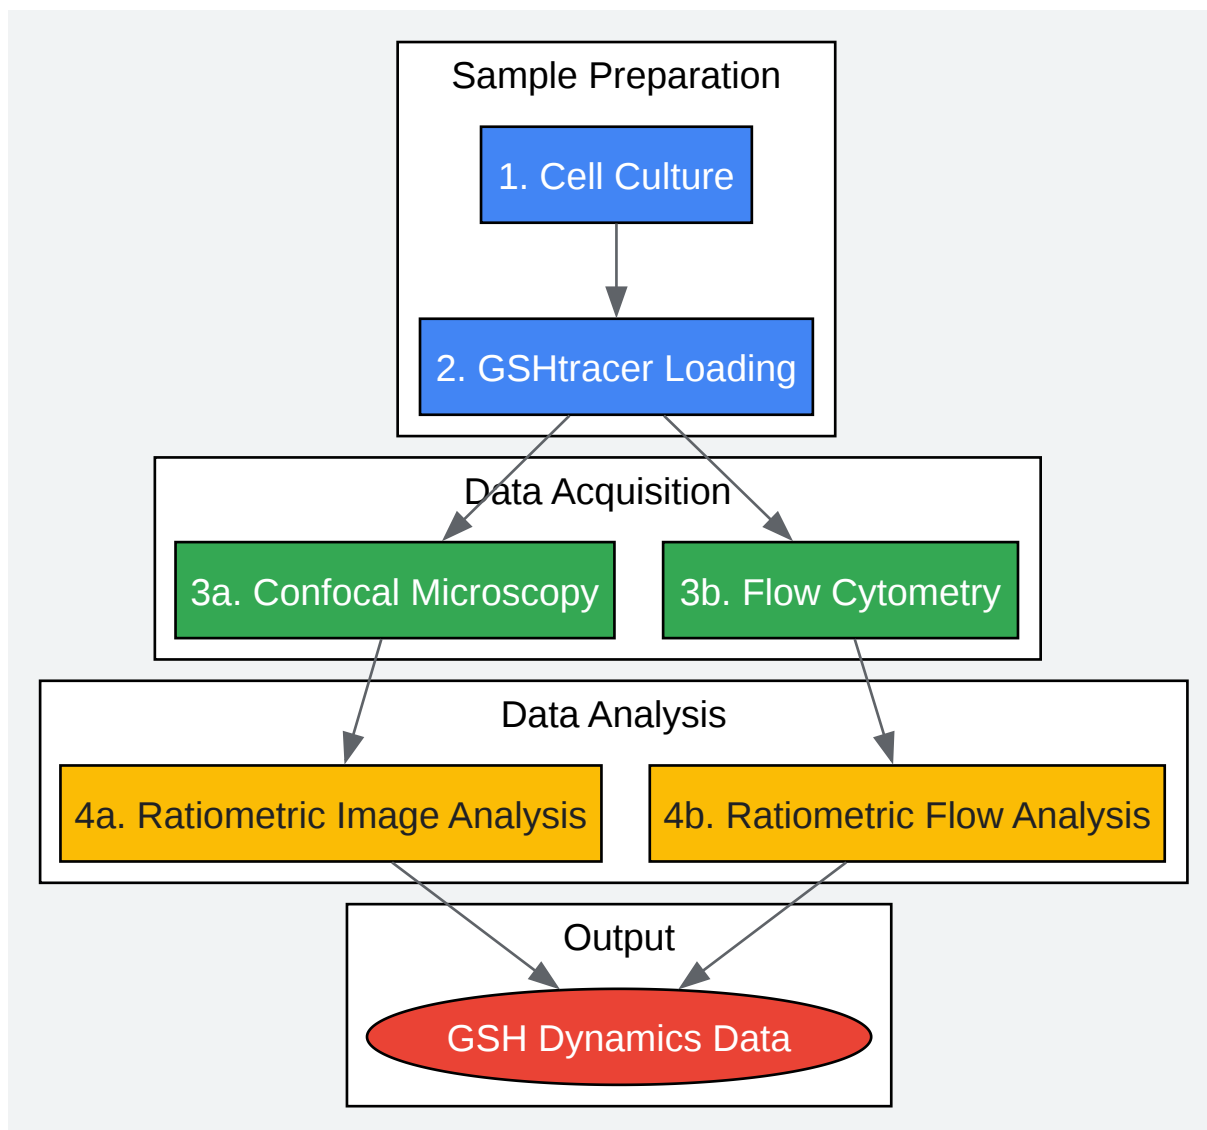 Sample Preparation
1. Cell Culture
2. GSHtracer Loading
Data Acquisition
3a. Confocal Microscopy
3b. Flow Cytometry
Data Analysis
4a. Ratiometric Image Analysis
4b. Ratiometric Flow Analysis
Output
GSH Dynamics Data